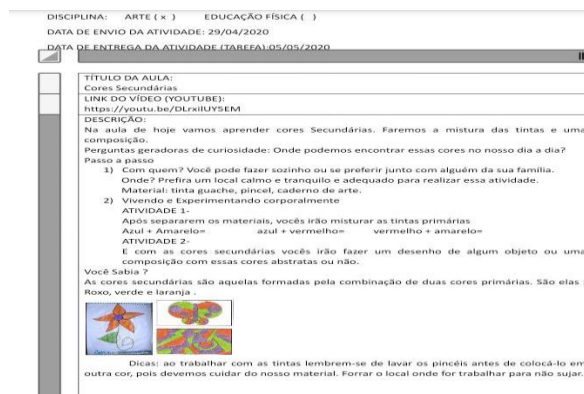 DISCIPLINA: ARTE ( x ) EDUCAÇÃO FÍSICA ( )
DATA DE ENVIO DA ATIVIDADE: 29/04/2020
DATA DE ENTREGA DA ATIVIDADE (TAREFA):05/05/2020
TÍTULO DA AULA:
Cores Secundárias
LINK DO VÍDEO (YOUTUBE):
https://youtu.be/DLrxilUY5EM
DESCRIÇÃO:
Na aula de hoje vamos aprender cores Secundárias. Faremos a mistura das tintas e uma
composição.
Perguntas geradoras de curiosidade: Onde podemos encontrar essas cores no nosso dia a dia?
Passo a passo
1) Com quem? Você pode fazer sozinho ou se preferir junto com alguém da sua família.
Onde? Prefira um local calmo e tranquilo e adequado para realizar essa atividade.
Material: tinta guache, pincel, caderno de arte.
2) Vivendo e Experimentando corporalmente
ATIVIDADE 1-
Após separarem os materiais, vocês irão misturar as tintas primárias
Azul + Amarelo= azul + vermelho= vermelho + amarelo=
ATIVIDADE 2-
E com as cores secundárias vocês irão fazer um desenho de algum objeto ou uma
composição com essas cores abstratas ou não.
Você Sabia ?
As cores secundárias são aquelas formadas pela combinação de duas cores primárias. São elas :
Roxo, verde e laranja .
Dicas: ao trabalhar com as tintas lembrem-se de lavar os pincéis antes de colocá-lo em
outra cor, pois devemos cuidar do nosso material. Forrar o local onde for trabalhar para não sujar.